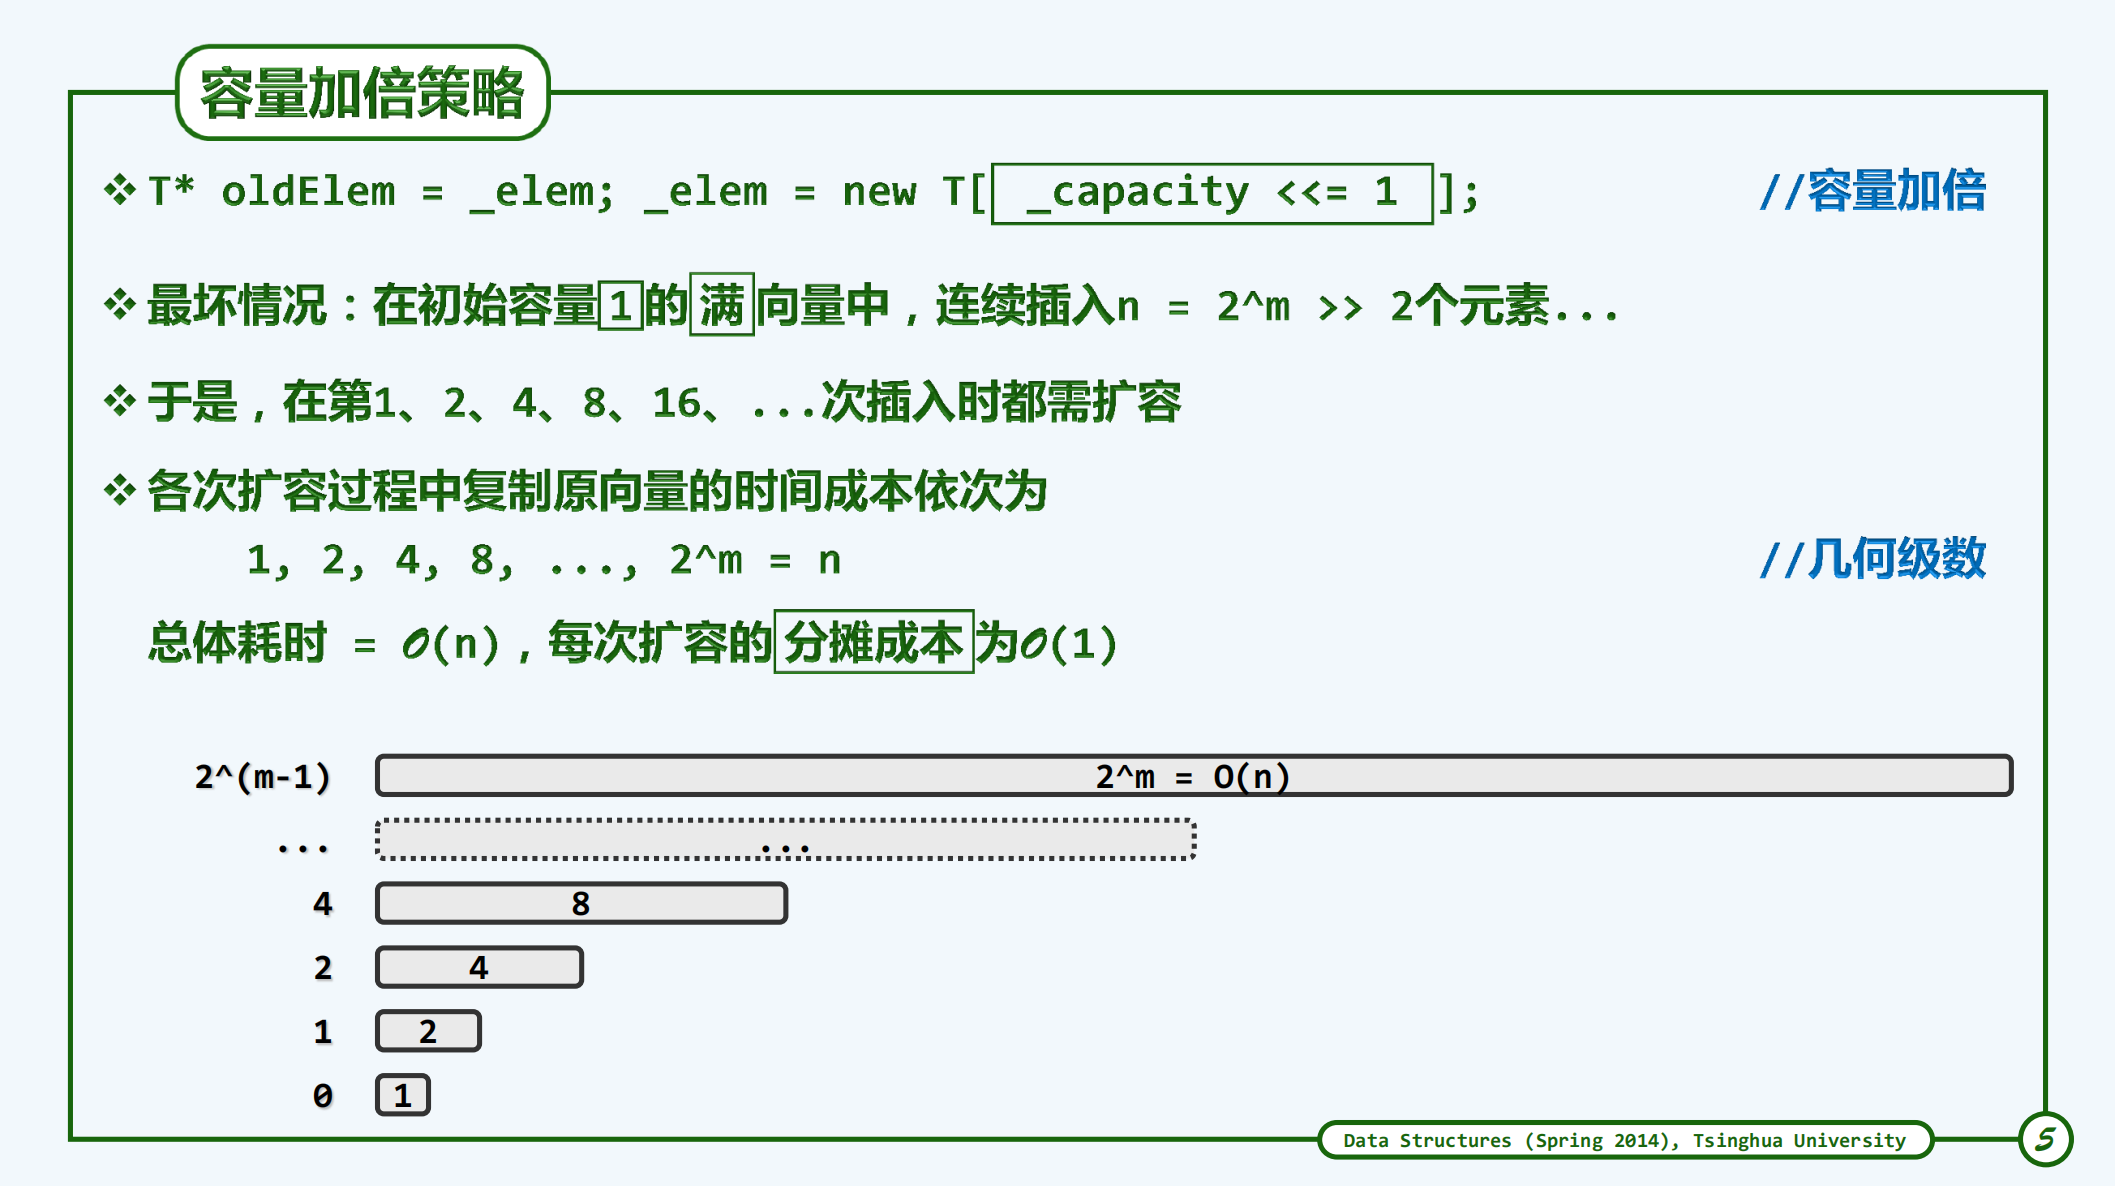 容量加倍策略
T* oldElem = _elem; _elem = new T[ _capacity <<= 1 ]; //容量加倍
最坏情况：在初始容量1的满向量中，连续插入n = 2^m >> 2个元素...
于是，在第1、2、4、8、16、...次插入时都需扩容
各次扩容过程中复制原向量的时间成本依次为
1, 2, 4, 8, ..., 2^m = n //几何级数
总体耗时 = 𝒪(n)，每次扩容的分摊成本为𝒪(1)
2^(m-1) 2^m = O(n)
... ...
4 8
2 4
1 2
0 1
Data Structures (Spring 2014), Tsinghua University 5